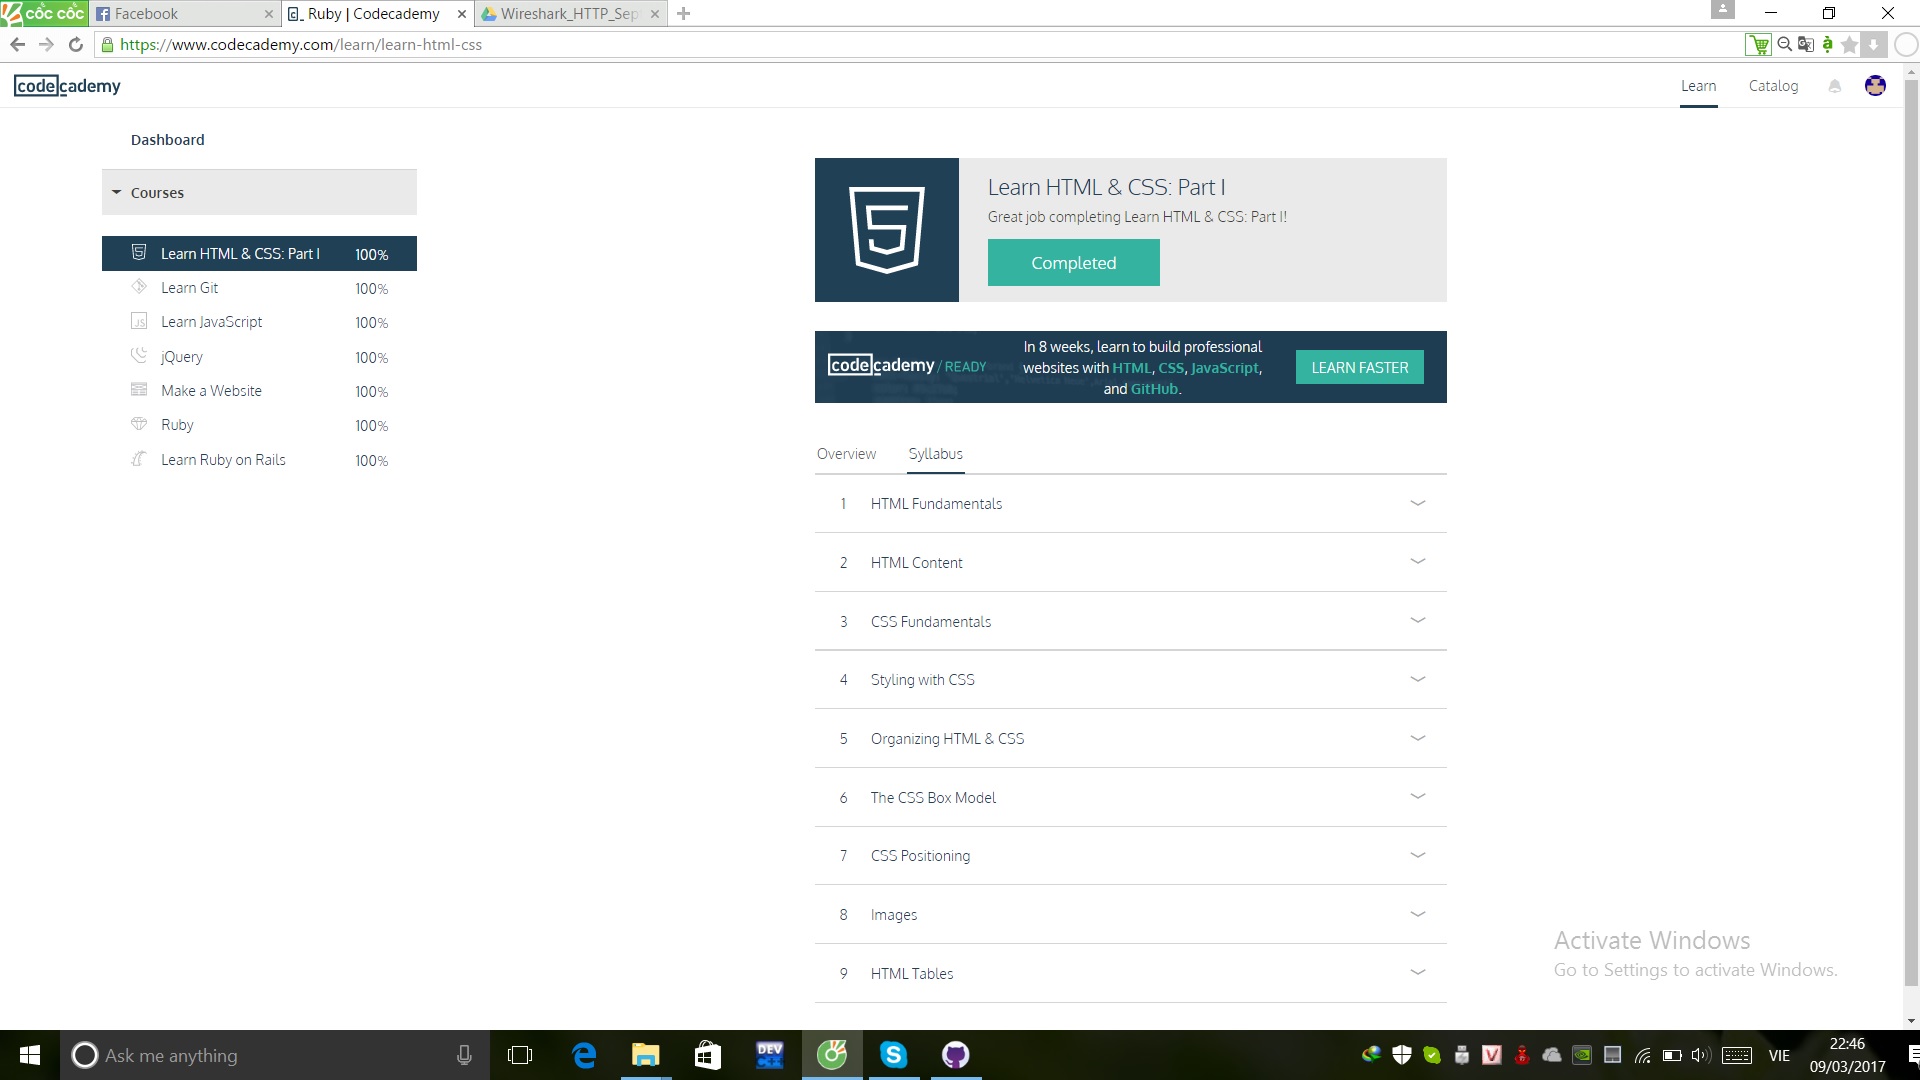 cốc cốc
Facebook
Ruby | Codecademy
Wireshark_HTTP_Sep
https://www.codecademy.com/learn/learn-html-css
codecademy
Learn
Catalog
Dashboard
Courses
Learn HTML & CSS: Part I 100%
Learn Git 100%
Learn JavaScript 100%
jQuery 100%
Make a Website 100%
Ruby 100%
Learn Ruby on Rails 100%
Learn HTML & CSS: Part I
Great job completing Learn HTML & CSS: Part I!
Completed
codecademy / READY
In 8 weeks, learn to build professional
websites with HTML, CSS, JavaScript,
and GitHub.
LEARN FASTER
Overview
Syllabus
1 HTML Fundamentals
2 HTML Content
3 CSS Fundamentals
4 Styling with CSS
5 Organizing HTML & CSS
6 The CSS Box Model
7 CSS Positioning
8 Images
9 HTML Tables
Activate Windows
Go to Settings to activate Windows.
Ask me anything
DEV
VIE
22:46
09/03/2017